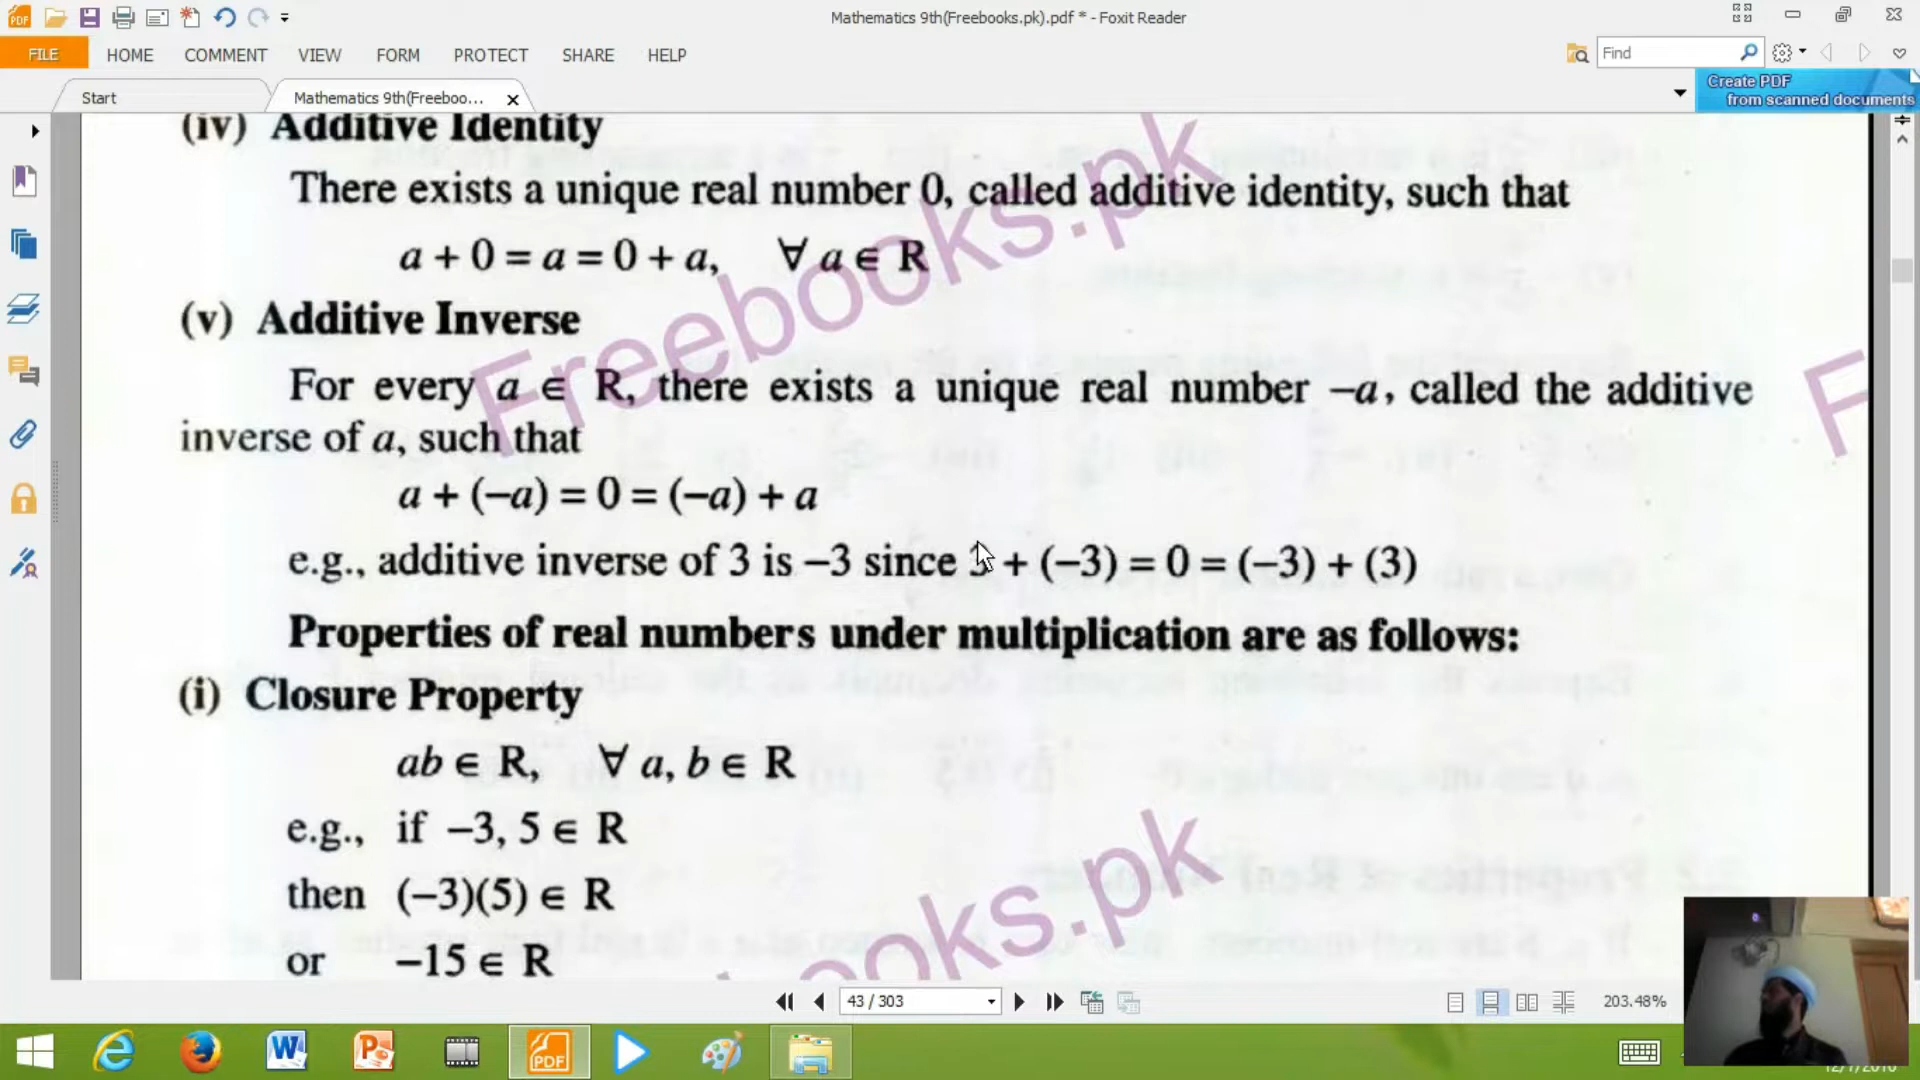 Mathematics 9th(Freebooks.pk).pdf * - Foxit Reader
FILE HOME COMMENT VIEW FORM PROTECT SHARE HELP
Find
Start
Mathematics 9th(Freeboo...
Create PDF
from scanned documents
(iv) Additive Identity
There exists a unique real number 0, called additive identity, such that
a + 0 = a = 0 + a, ∀ a ∈ R
(v) Additive Inverse
For every a ∈ R, there exists a unique real number −a, called the additive
inverse of a, such that
a + (−a) = 0 = (−a) + a
e.g., additive inverse of 3 is −3 since 3 + (−3) = 0 = (−3) + (3)
Properties of real numbers under multiplication are as follows:
(i) Closure Property
ab ∈ R, ∀ a, b ∈ R
e.g., if −3, 5 ∈ R
then (−3)(5) ∈ R
or −15 ∈ R
Freebooks.pk
ooks.pk
F
43 / 303
203.48%